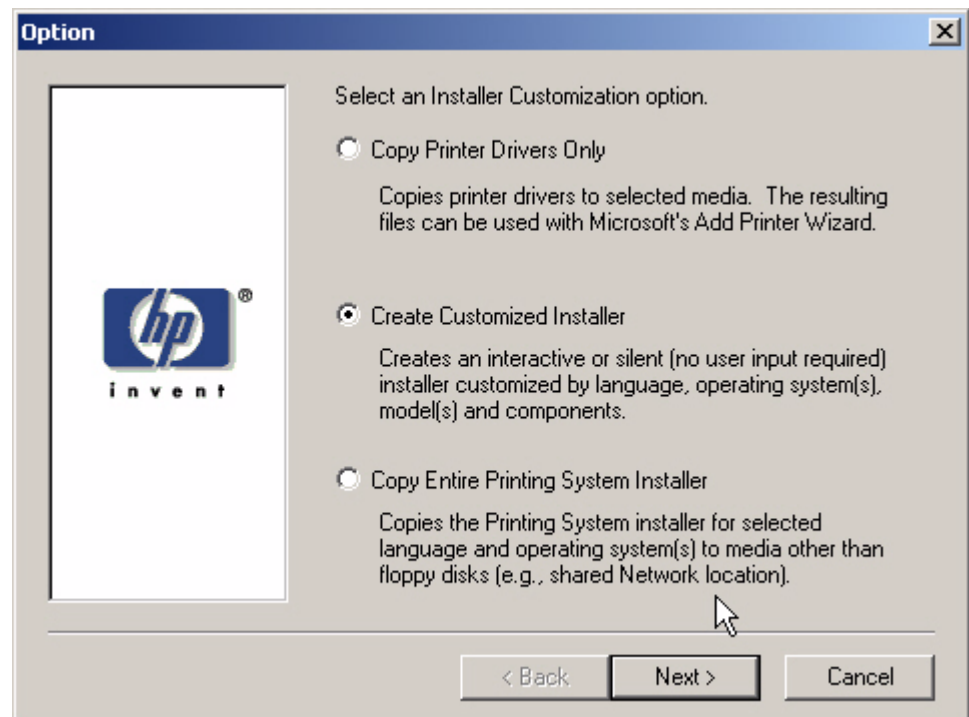 Option
Select an Installer Customization option.
Copy Printer Drivers Only
Copies printer drivers to selected media.  The resulting
files can be used with Microsoft's Add Printer Wizard.
hp ®
invent
Create Customized Installer
Creates an interactive or silent (no user input required)
installer customized by language, operating system(s),
model(s) and components.
Copy Entire Printing System Installer
Copies the Printing System installer for selected
language and operating system(s) to media other than
floppy disks (e.g., shared Network location).
< Back
Next >
Cancel